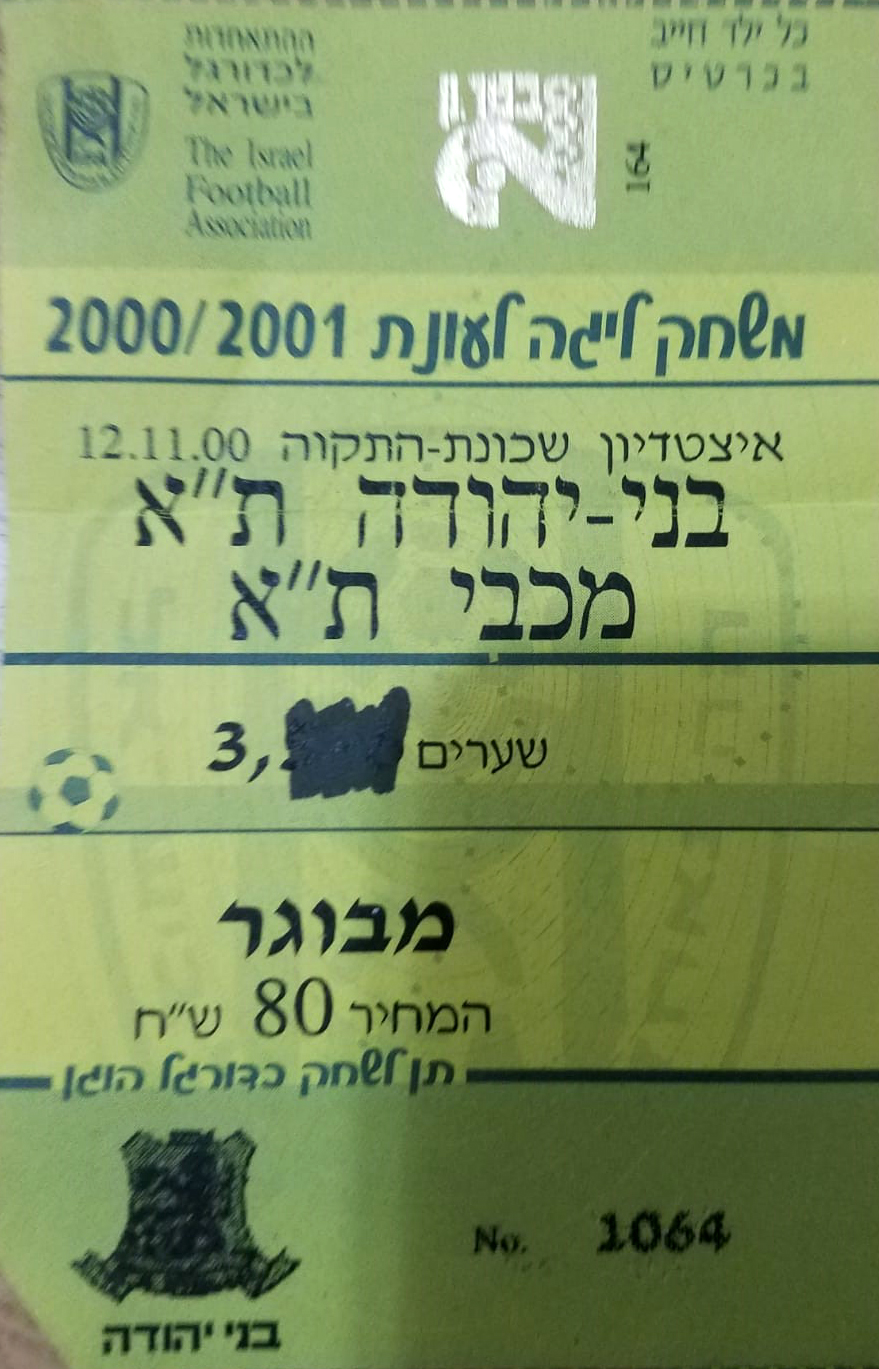 כל ילד חייב
בכרטיס
ההתאחדות
לכדורגל
בישראל
The Israel
Football
Association
164
משחק ליגה לעונת 2000/2001
איצטדיון שכונת-התקוה 12.11.00
בני-יהודה ת"א
מכבי ת"א
שערים 3,
מבוגר
המחיר 80 ש"ח
תן לשחק כדורגל הוגן
No. 1064
בני יהודה